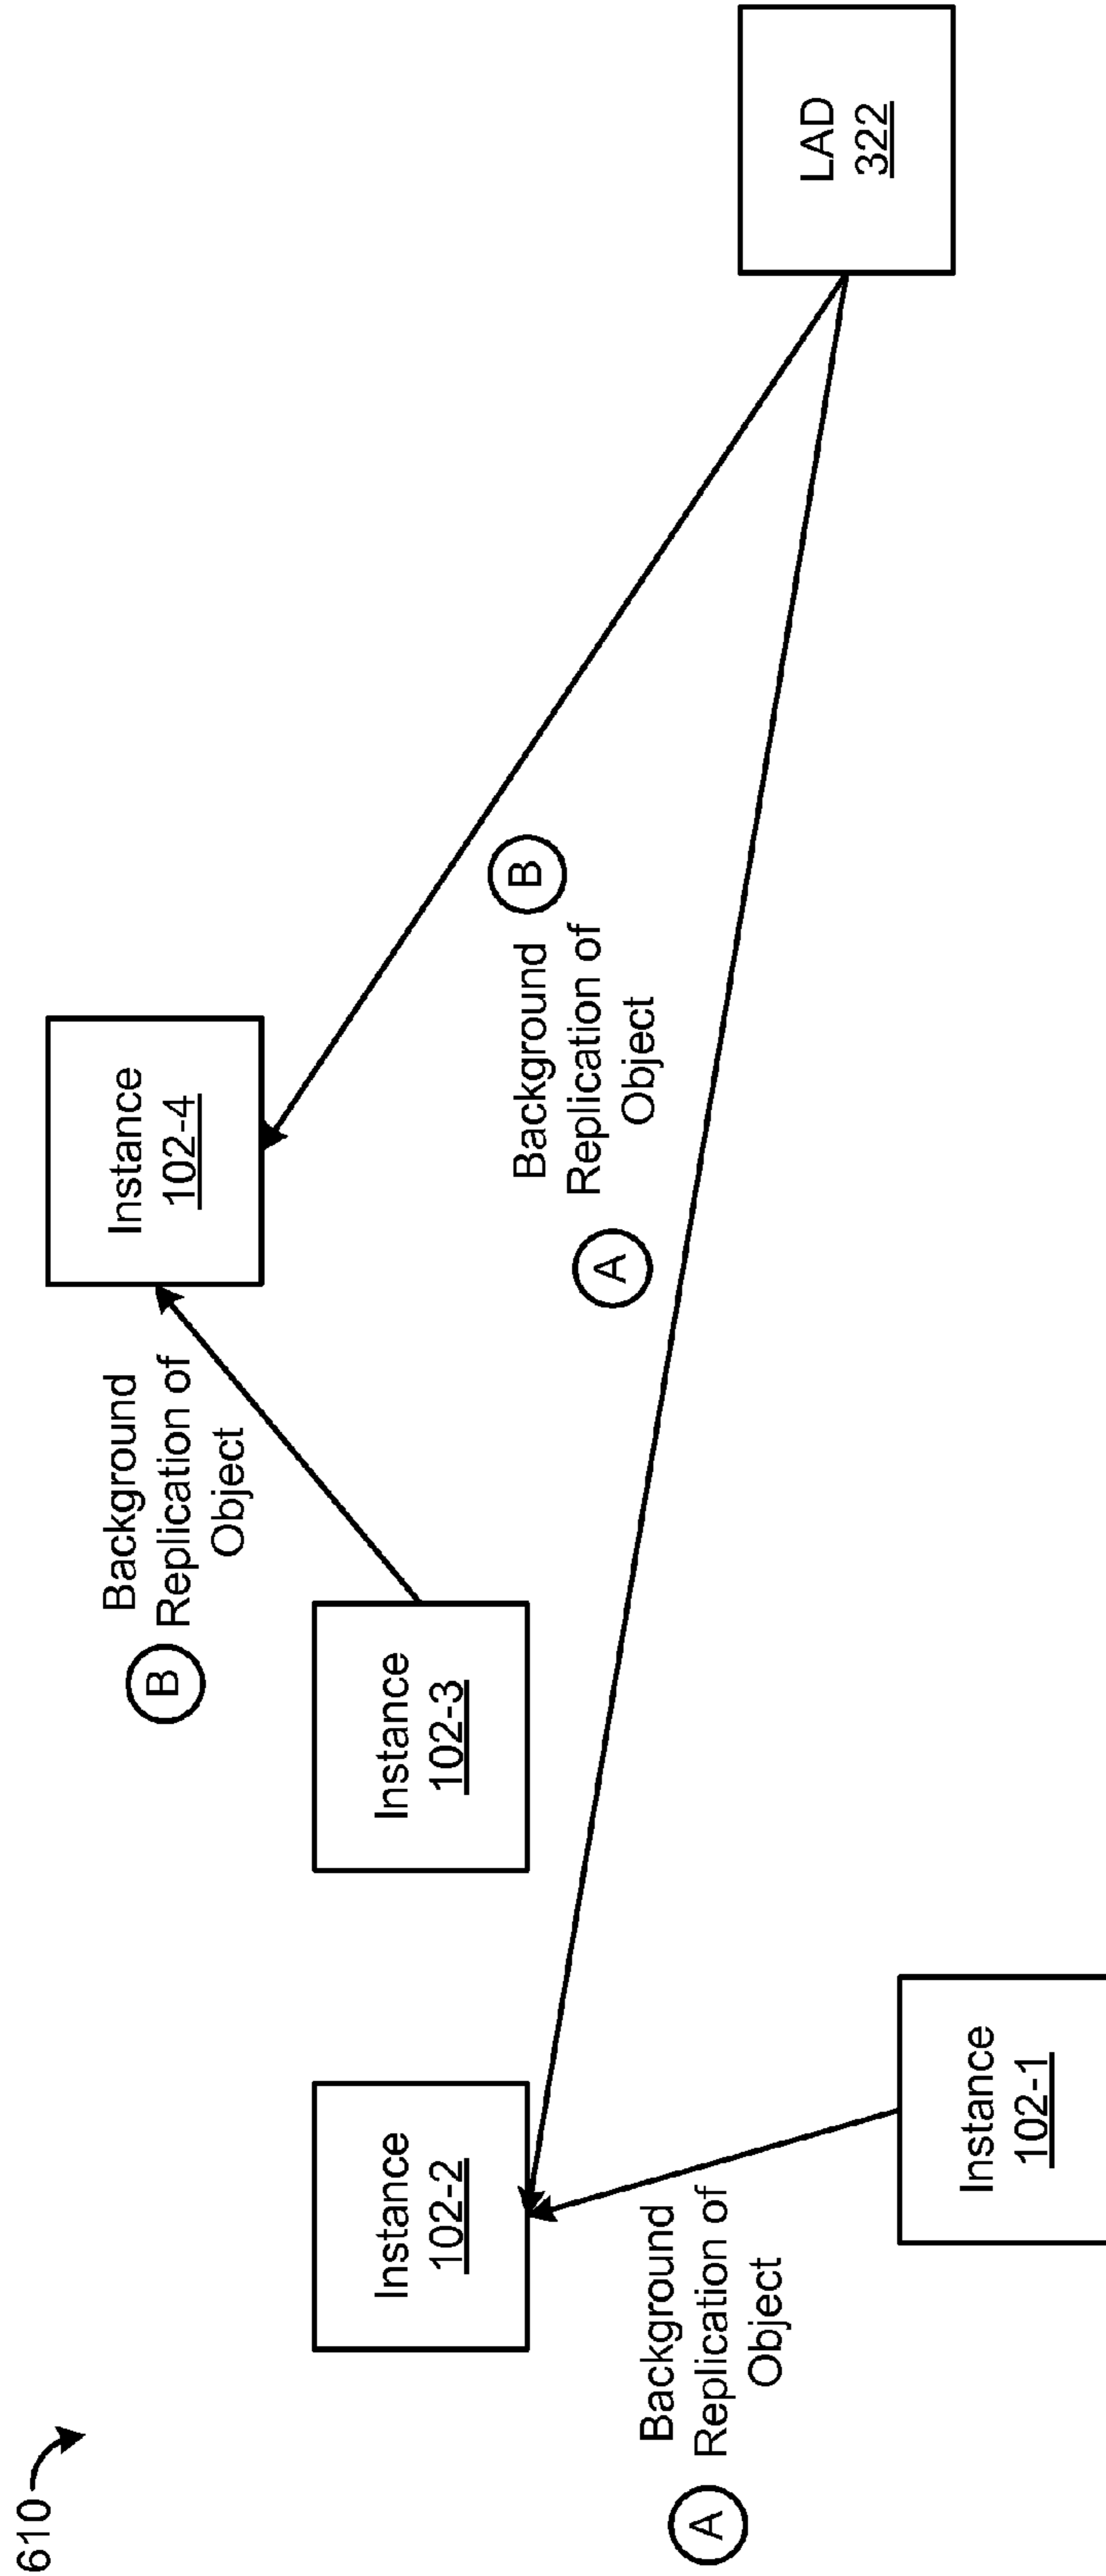 610
Instance
102-4
B
Background
Replication of
Object
Instance
102-2
Instance
102-3
B
Background
Replication of
Object
A
A
Background
Replication of
Object
LAD
322
Instance
102-1